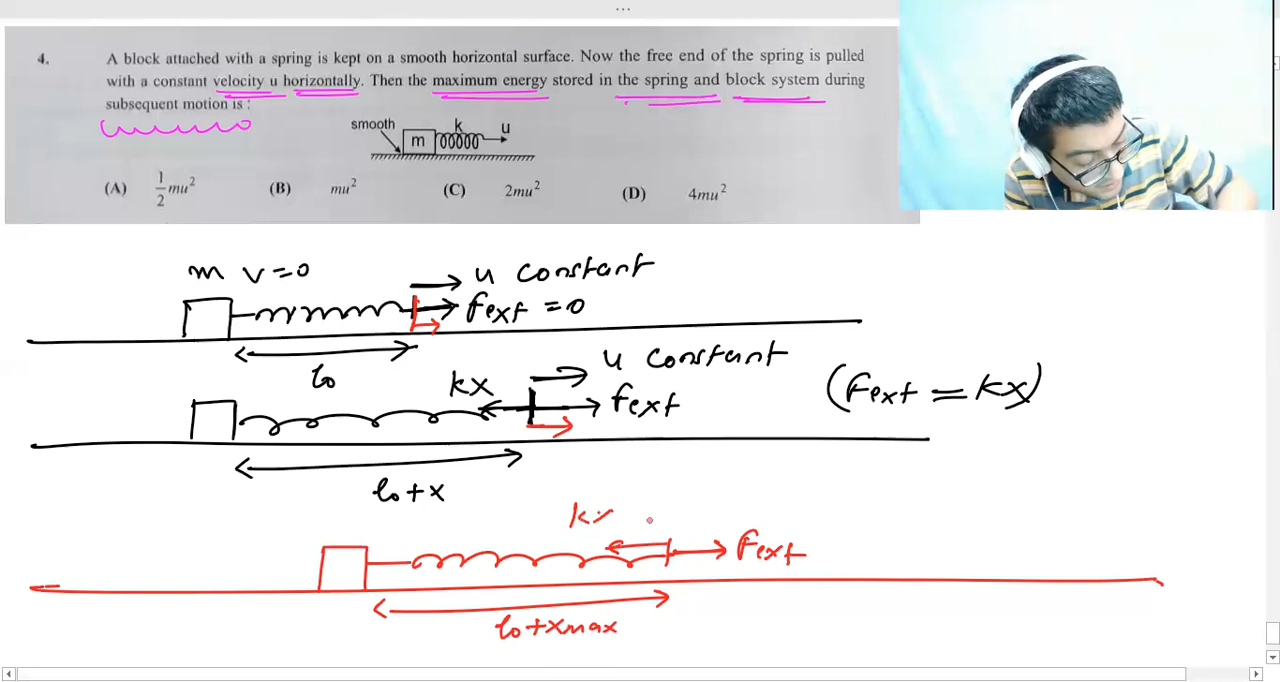 4. A block attached with a spring is kept on a smooth horizontal surface. Now the free end of the spring is pulled
with a constant velocity u horizontally. Then the maximum energy stored in the spring and block system during
subsequent motion is :
smooth
m
k
u
(A) 1/2 mu² (B) mu² (C) 2mu² (D) 4mu²
m v=0
u constant
Fext = 0
l₀
u constant
kx
Fext
(Fext = kx)
l₀+x
kx
Fext
l₀+xmax